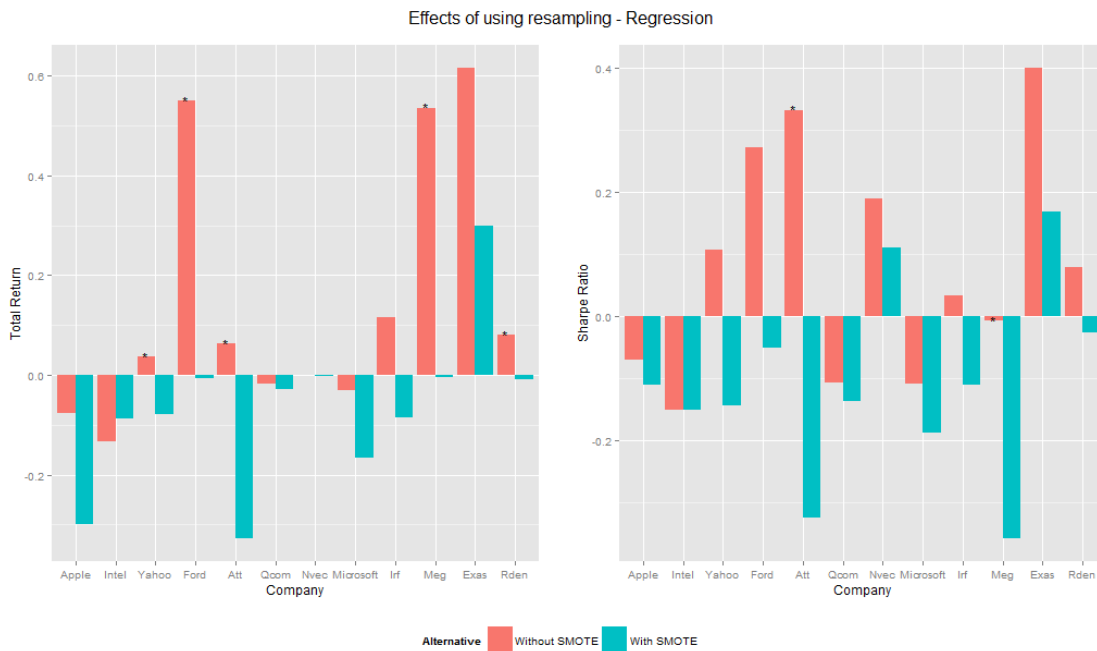 Effects of using resampling - Regression
Total Return
0.6
0.4
0.2
0.0
-0.2
*
*
*
*
*
Apple Intel Yahoo Ford Att Qcom Nvec Microsoft Irf Meg Exas Rden
Company
Sharpe Ratio
0.4
0.2
0.0
-0.2
*
*
Apple Intel Yahoo Ford Att Qcom Nvec Microsoft Irf Meg Exas Rden
Company
Alternative Without SMOTE With SMOTE